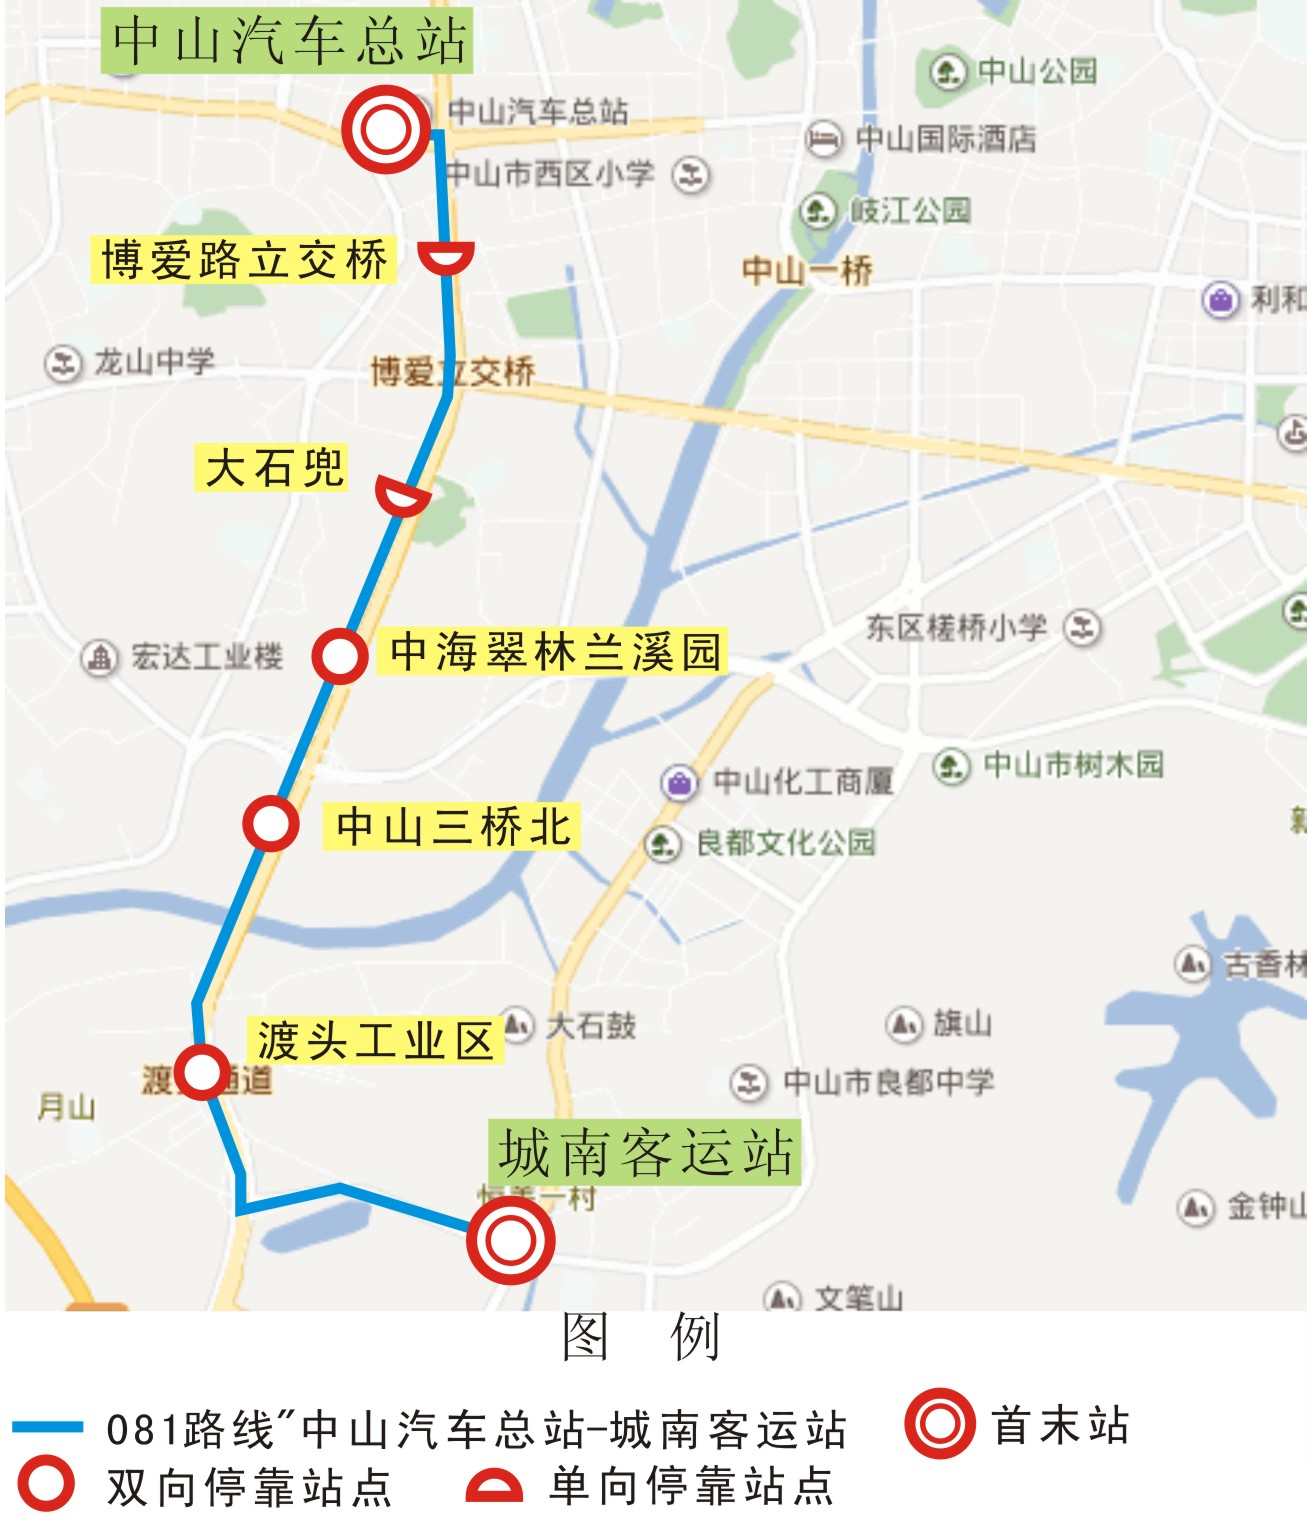 中山汽车总站
中山公园
中山汽车总站
中山国际酒店
中山市西区小学
岐江公园
博爱路立交桥
中山一桥
利和
龙山中学
博爱立交桥
大石兜
东区槎桥小学
中海翠林兰溪园
宏达工业楼
中山市树木园
中山化工商厦
中山三桥北
良都文化公园
古香林
大石鼓
旗山
渡头工业区
渡 通道
中山市良都中学
月山
城南客运站
一村
金钟山
文笔山
图 例
081路线"中山汽车总站-城南客运站
首末站
双向停靠站点
单向停靠站点